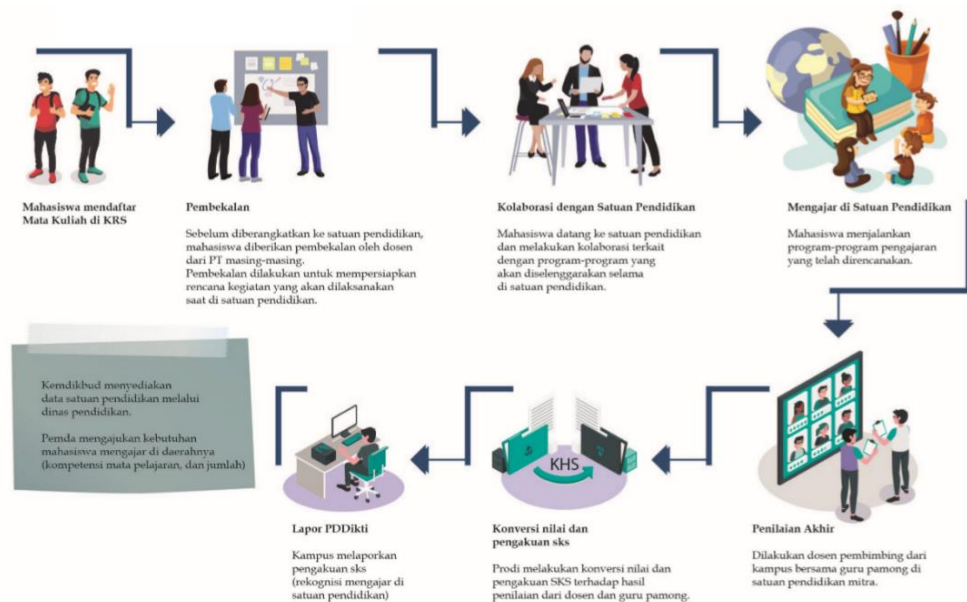 Mahasiswa mendaftar
Mata Kuliah di KRS
Pembekalan
Sebelum diberangkatkan ke satuan pendidikan,
mahasiswa diberikan pembekalan oleh dosen
dari PT masing-masing.
Pembekalan dilakukan untuk mempersiapkan
rencana kegiatan yang akan dilaksanakan
saat di satuan pendidikan.
Kolaborasi dengan Satuan Pendidikan
Mahasiswa datang ke satuan pendidikan
dan melakukan kolaborasi terkait
dengan program-program yang
akan diselenggarakan selama
di satuan pendidikan.
Mengajar di Satuan Pendidikan
Mahasiswa menjalankan
program-program pengajaran
yang telah direncanakan.
Penilaian Akhir
Dilakukan dosen pembimbing dari
kampus bersama guru pamong di
satuan pendidikan mitra.
KHS
Konversi nilai dan
pengakuan sks
Prodi melakukan konversi nilai dan
pengakuan SKS terhadap hasil
penilaian dari dosen dan guru pamong.
Lapor PDDikti
Kampus melaporkan
pengakuan sks
(rekognisi mengajar di
satuan pendidikan)
Kemdikbud menyediakan
data satuan pendidikan melalui
dinas pendidikan.
Pemda mengajukan kebutuhan
mahasiswa mengajar di daerahnya
(kompetensi mata pelajaran, dan jumlah)